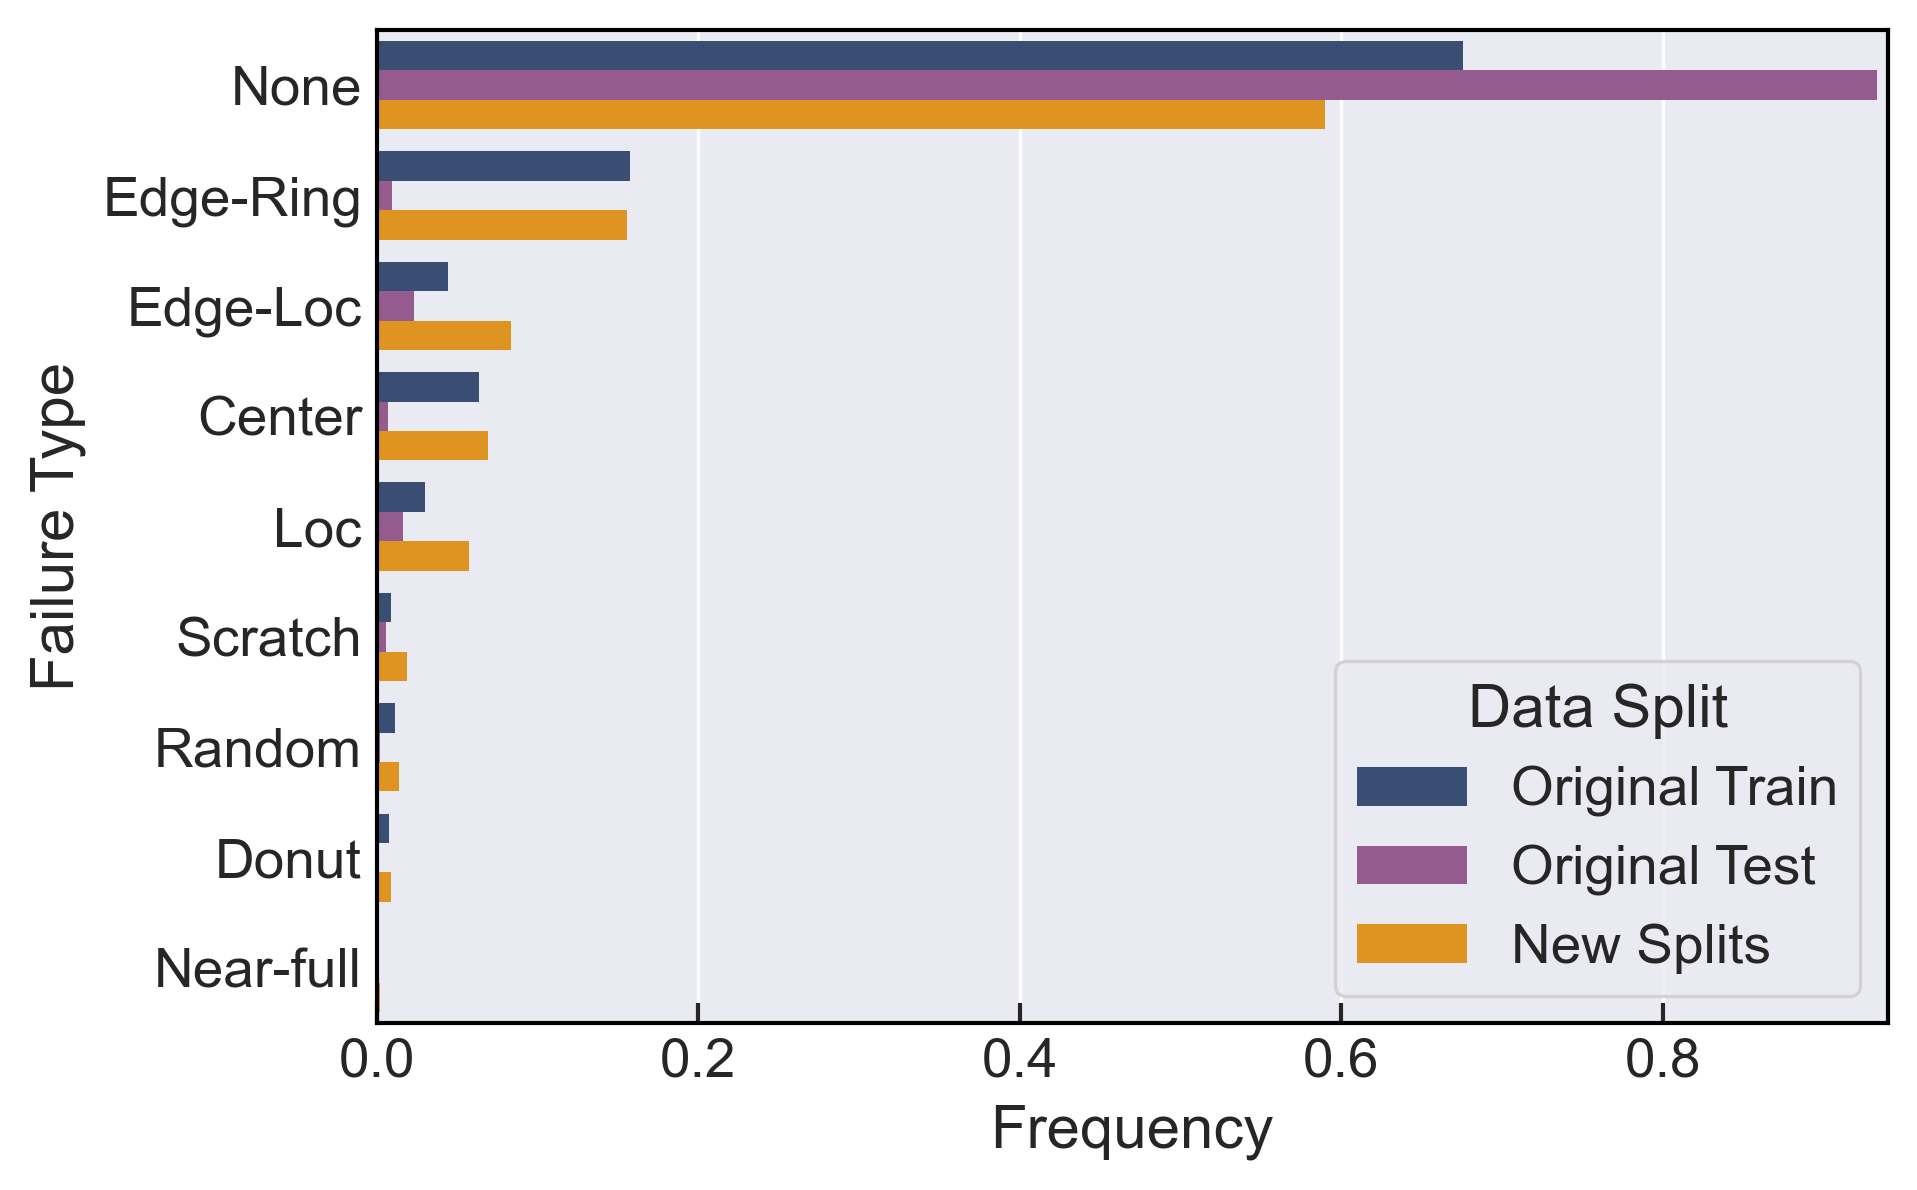 None
Edge-Ring
Edge-Loc
Center
Loc
Scratch
Random
Donut
Near-full
Failure Type
0.0 0.2 0.4 0.6 0.8
Frequency
Data Split
Original Train
Original Test
New Splits